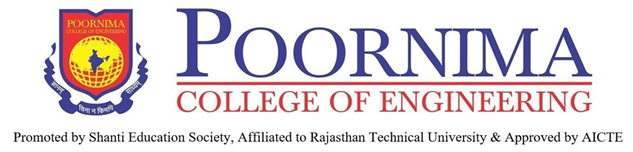 POORNIMA
COLLEGE OF ENGINEERING
POORNIMA
COLLEGE OF ENGINEERING
Promoted by Shanti Education Society, Affiliated to Rajasthan Technical University & Approved by AICTE